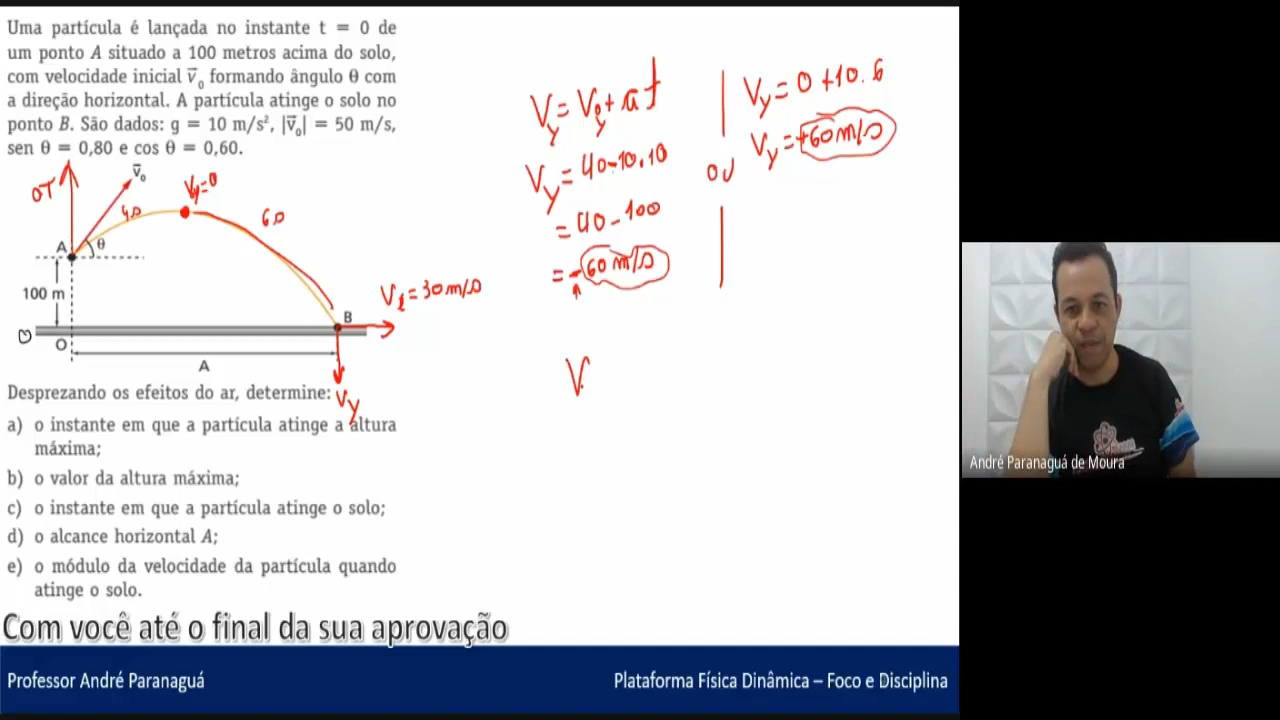 Uma partícula é lançada no instante t = 0 de
um ponto A situado a 100 metros acima do solo,
com velocidade inicial v⃗₀ formando ângulo θ com
a direção horizontal. A partícula atinge o solo no
ponto B. São dados: g = 10 m/s², |v⃗₀| = 50 m/s,
sen θ = 0,80 e cos θ = 0,60.
OT
v⃗₀
Vy=0
4s
6s
A
θ
100 m
Vx = 30 m/s
B
O
A
Vy
Desprezando os efeitos do ar, determine:
a) o instante em que a partícula atinge a altura
máxima;
b) o valor da altura máxima;
c) o instante em que a partícula atinge o solo;
d) o alcance horizontal A;
e) o módulo da velocidade da partícula quando
atinge o solo.
Vy = V0y + at
Vy = 40-10.10
= 40 - 100
= -60 m/s
ou
Vy = 0 + 10.6
Vy = +60 m/s
V
André Paranaguá de Moura
Com você até o final da sua aprovação
Professor André Paranaguá
Plataforma Física Dinâmica – Foco e Disciplina